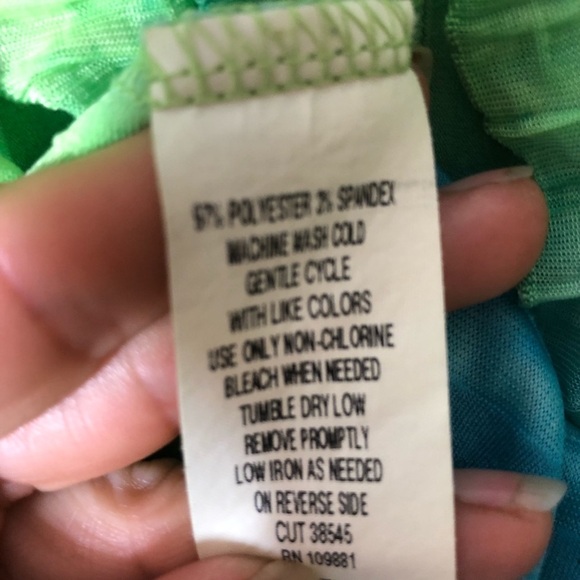 97% POLYESTER 3% SPANDEX
MACHINE WASH COLD
GENTLE CYCLE
WITH LIKE COLORS
USE ONLY NON-CHLORINE
BLEACH WHEN NEEDED
TUMBLE DRY LOW
REMOVE PROMPTLY
LOW IRON AS NEEDED
ON REVERSE SIDE
CUT 38545
RN 109881